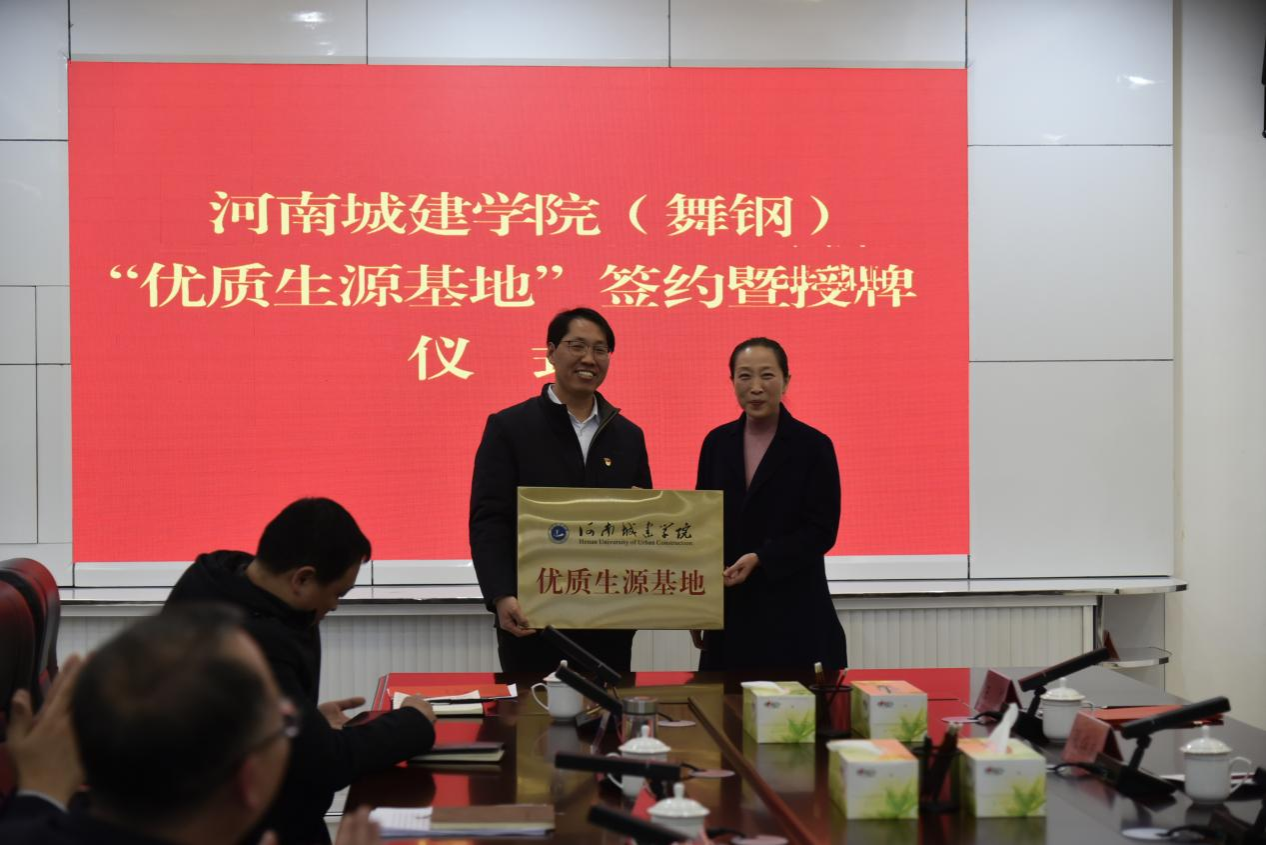 河南城建学院（舞钢）
“优质生源基地”签约暨授牌
仪 式
河南城建学院
Henan University of Urban Construction
优质生源基地